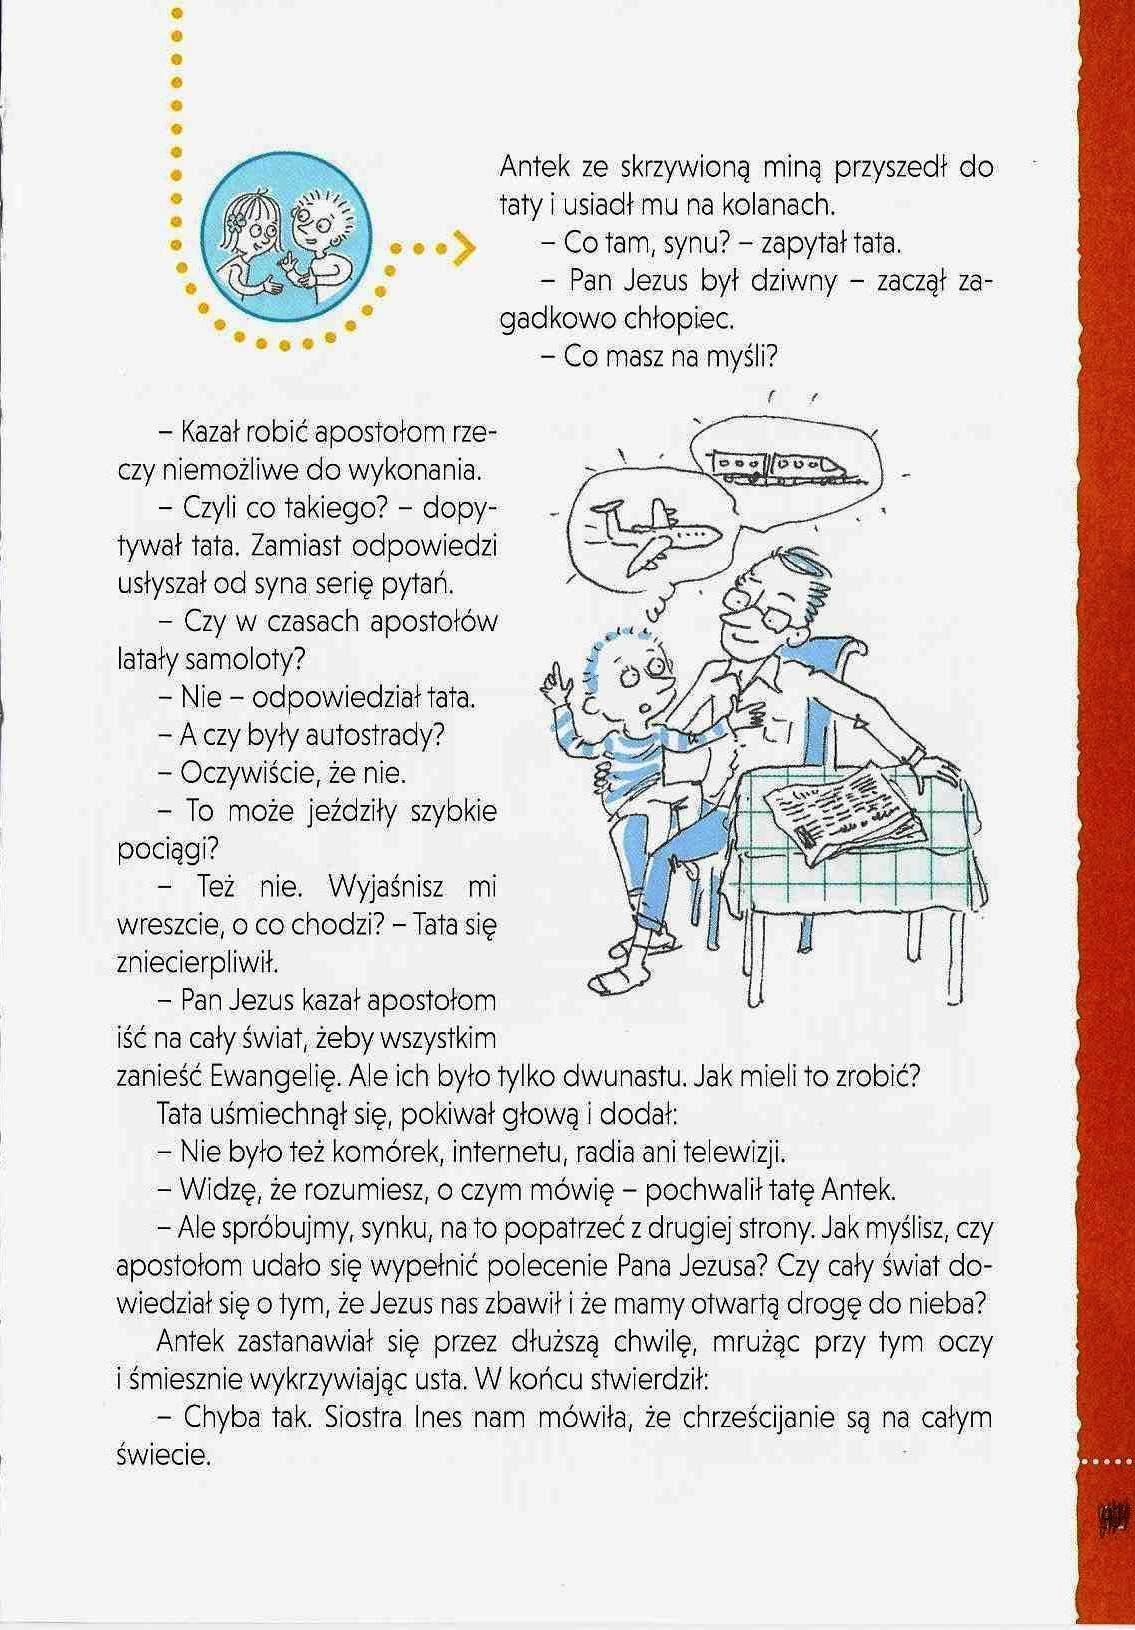 Antek ze skrzywioną miną przyszedł do
taty i usiadł mu na kolanach.
– Co tam, synu? – zapytał tata.
– Pan Jezus był dziwny – zaczął za-
gadkowo chłopiec.
– Co masz na myśli?
– Kazał robić apostołom rze-
czy niemożliwe do wykonania.
– Czyli co takiego? – dopy-
tywał tata. Zamiast odpowiedzi
usłyszał od syna serię pytań.
– Czy w czasach apostołów
latały samoloty?
– Nie – odpowiedział tata.
– A czy były autostrady?
– Oczywiście, że nie.
– To może jeździły szybkie
pociągi?
– Też nie. Wyjaśnisz mi
wreszcie, o co chodzi? – Tata się
zniecierpliwił.
– Pan Jezus kazał apostołom
iść na cały świat, żeby wszystkim
zanieść Ewangelię. Ale ich było tylko dwunastu. Jak mieli to zrobić?
Tata uśmiechnął się, pokiwał głową i dodał:
– Nie było też komórek, internetu, radia ani telewizji.
– Widzę, że rozumiesz, o czym mówię – pochwalił tatę Antek.
– Ale spróbujmy, synku, na to popatrzeć z drugiej strony. Jak myślisz, czy
apostołom udało się wypełnić polecenie Pana Jezusa? Czy cały świat do-
wiedział się o tym, że Jezus nas zbawił i że mamy otwartą drogę do nieba?
Antek zastanawiał się przez dłuższą chwilę, mrużąc przy tym oczy
i śmiesznie wykrzywiając usta. W końcu stwierdził:
– Chyba tak. Siostra Ines nam mówiła, że chrześcijanie są na całym
świecie.